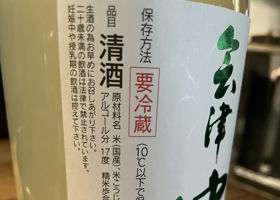 会津
保存方法
要冷蔵
(10℃以下で
品目 清酒
原材料名 米(国産)、米こうじ
アルコール分 17度 精米歩合
生酒の為お早めにお召しあがり下さい。
二十歳未満の飲酒は法律で禁止されています。
妊娠中や授乳期の飲酒は控えて下さい。